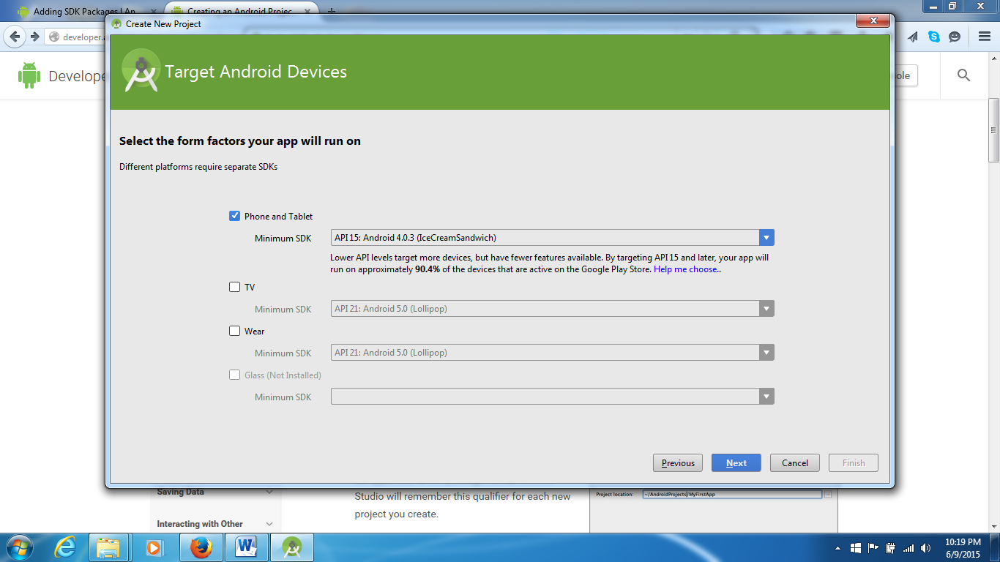 Adding SDK Packages | An
Creating an Android Projec
Create New Project
developer.a
Develope
ole
Target Android Devices
Select the form factors your app will run on
Different platforms require separate SDKs
Phone and Tablet
Minimum SDK
API 15: Android 4.0.3 (IceCreamSandwich)
Lower API levels target more devices, but have fewer features available. By targeting API 15 and later, your app will
run on approximately 90.4% of the devices that are active on the Google Play Store. Help me choose..
TV
Minimum SDK
API 21: Android 5.0 (Lollipop)
Wear
Minimum SDK
API 21: Android 5.0 (Lollipop)
Glass (Not Installed)
Minimum SDK
Previous
Next
Cancel
Finish
Saving Data
Interacting with Other
Studio will remember this qualifier for each new
project you create.
Project location:
~/AndroidProjects/MyFirstApp
10:19 PM
6/9/2015